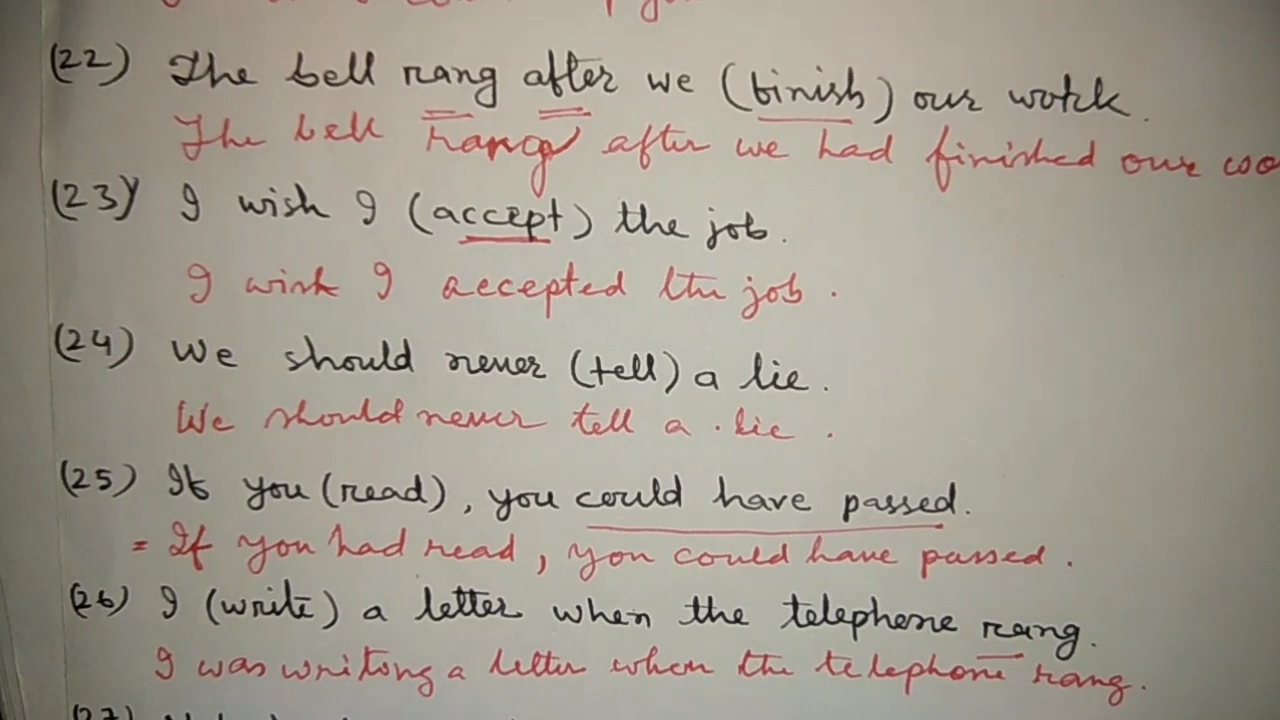 (22) The bell rang after we (finish) our work.
The bell rang after we had finished our
(23) I wish I (accept) the job.
I wish I accepted the job.
(24) We should never (tell) a lie.
We should never tell a lie.
(25) If you (read), you could have passed.
= If you had read, you could have passed.
(26) I (write) a letter when the telephone rang.
I was writing a letter when the telephone rang.
(27)